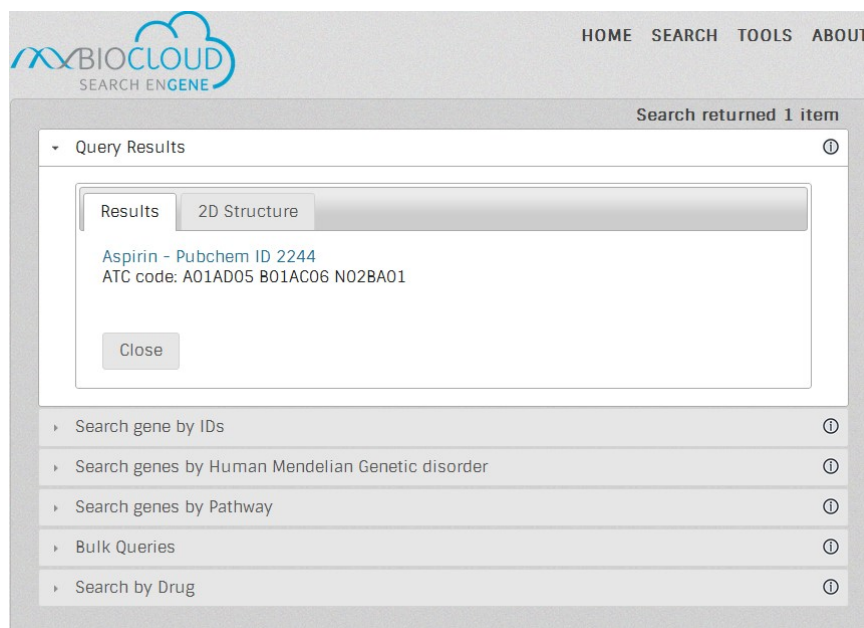 BIOCLOUD
SEARCH ENGENE
HOME SEARCH TOOLS ABOUT
Search returned 1 item
Query Results
Results 2D Structure
Aspirin - Pubchem ID 2244
ATC code: A01AD05 B01AC06 N02BA01
Close
Search gene by IDs
Search genes by Human Mendelian Genetic disorder
Search genes by Pathway
Bulk Queries
Search by Drug